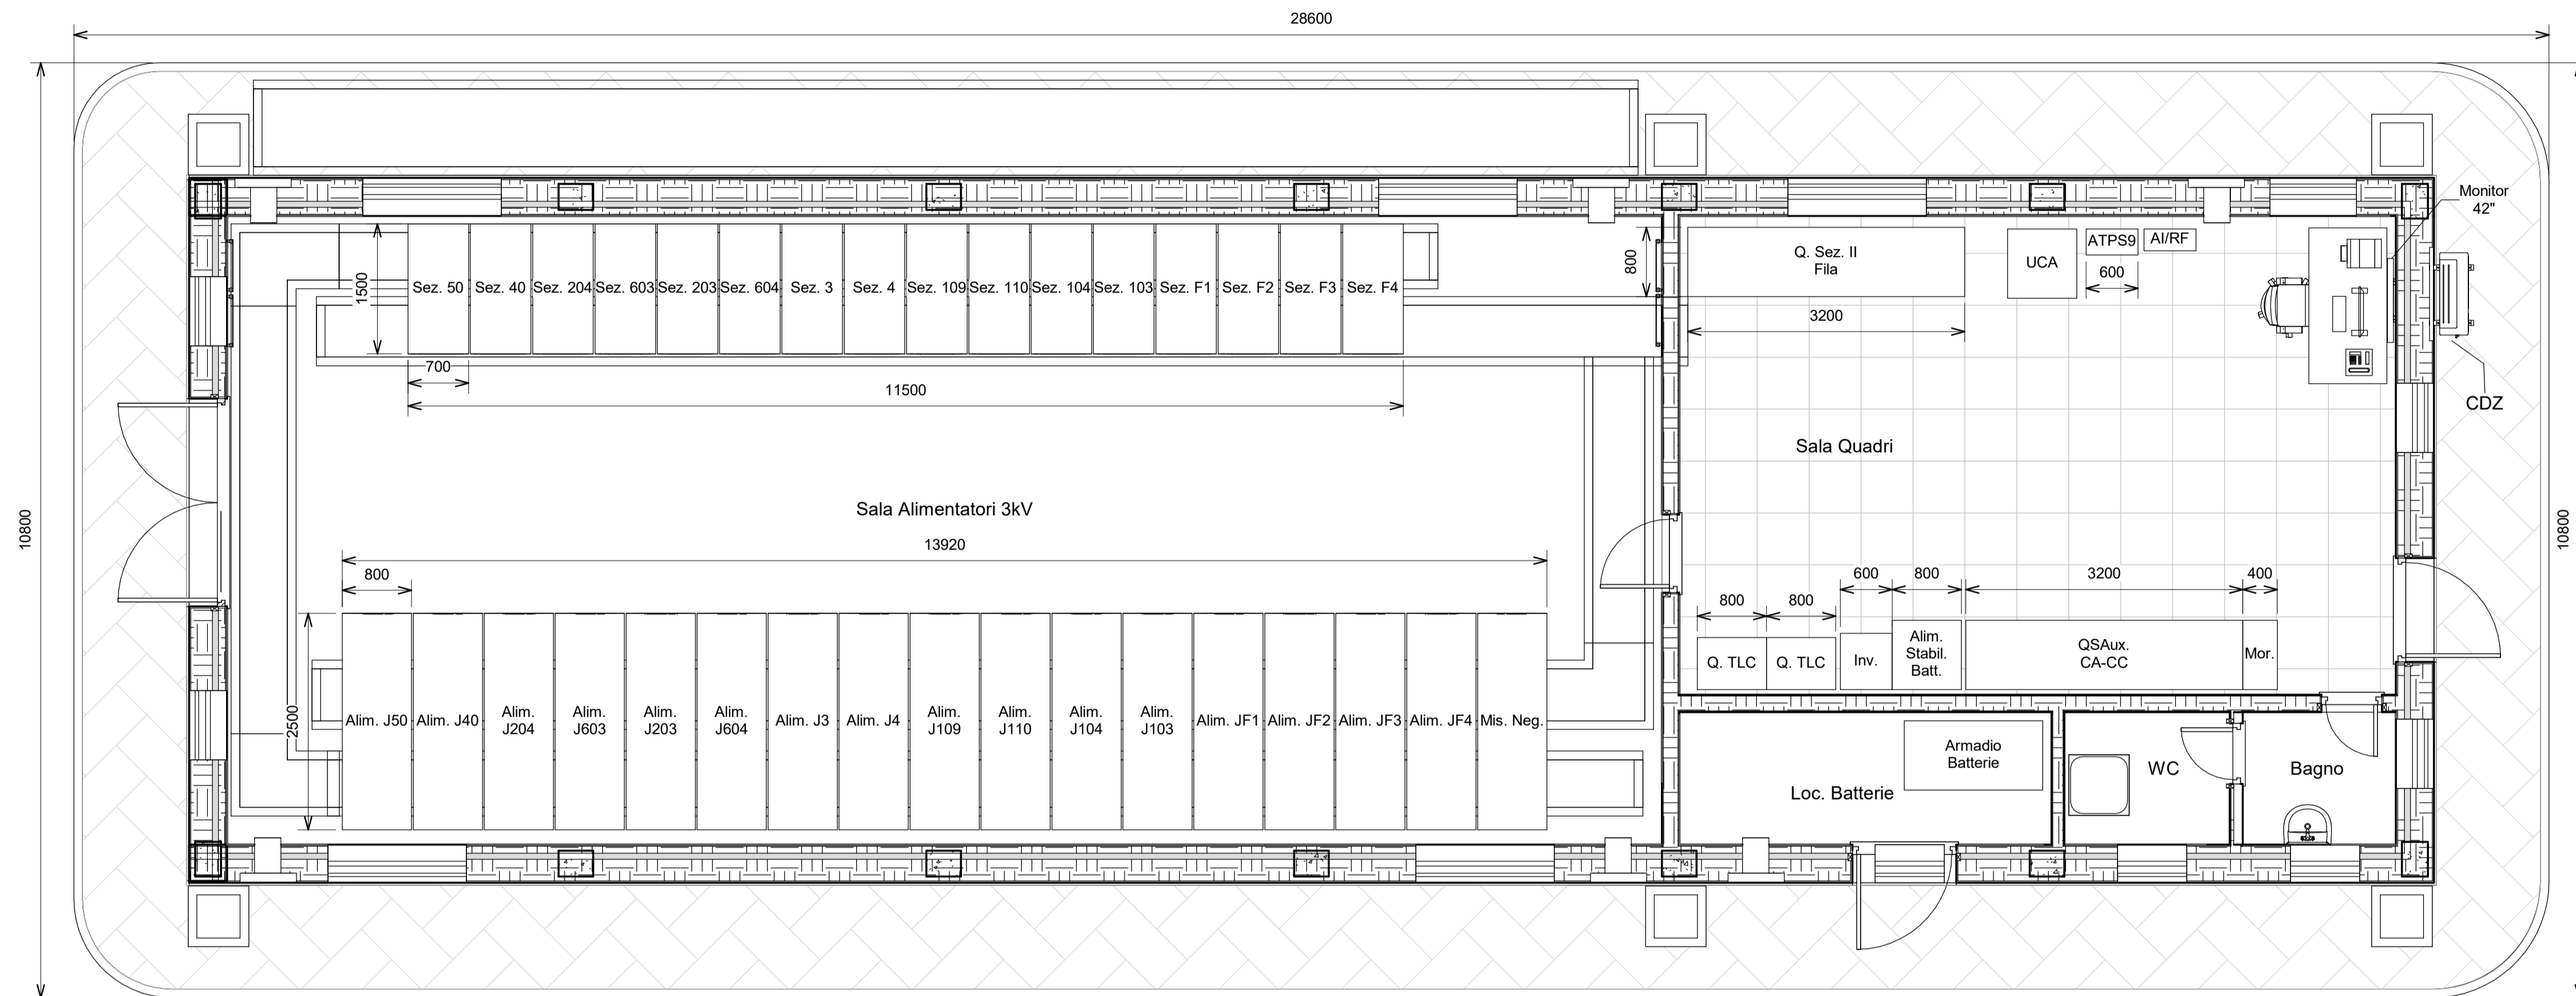 28600
Monitor
42"
Q. Sez. II
Fila
UCA
ATPS9
AI/RF
800
600
1500
Sez. 50
Sez. 40
Sez. 204
Sez. 603
Sez. 203
Sez. 604
Sez. 3
Sez. 4
Sez. 109
Sez. 110
Sez. 104
Sez. 103
Sez. F1
Sez. F2
Sez. F3
Sez. F4
3200
700
11500
CDZ
Sala Quadri
Sala Alimentatori 3kV
10800
10800
13920
800
600
800
3200
400
800
800
Q. TLC
Q. TLC
Inv.
Alim.
Stabil.
Batt.
QSAux.
CA-CC
Mor.
2500
Alim. J50
Alim. J40
Alim.
J204
Alim.
J603
Alim.
J203
Alim.
J604
Alim. J3
Alim. J4
Alim.
J109
Alim.
J110
Alim.
J104
Alim.
J103
Alim. JF1
Alim. JF2
Alim. JF3
Alim. JF4
Mis. Neg.
Armadio
Batterie
Loc. Batterie
WC
Bagno